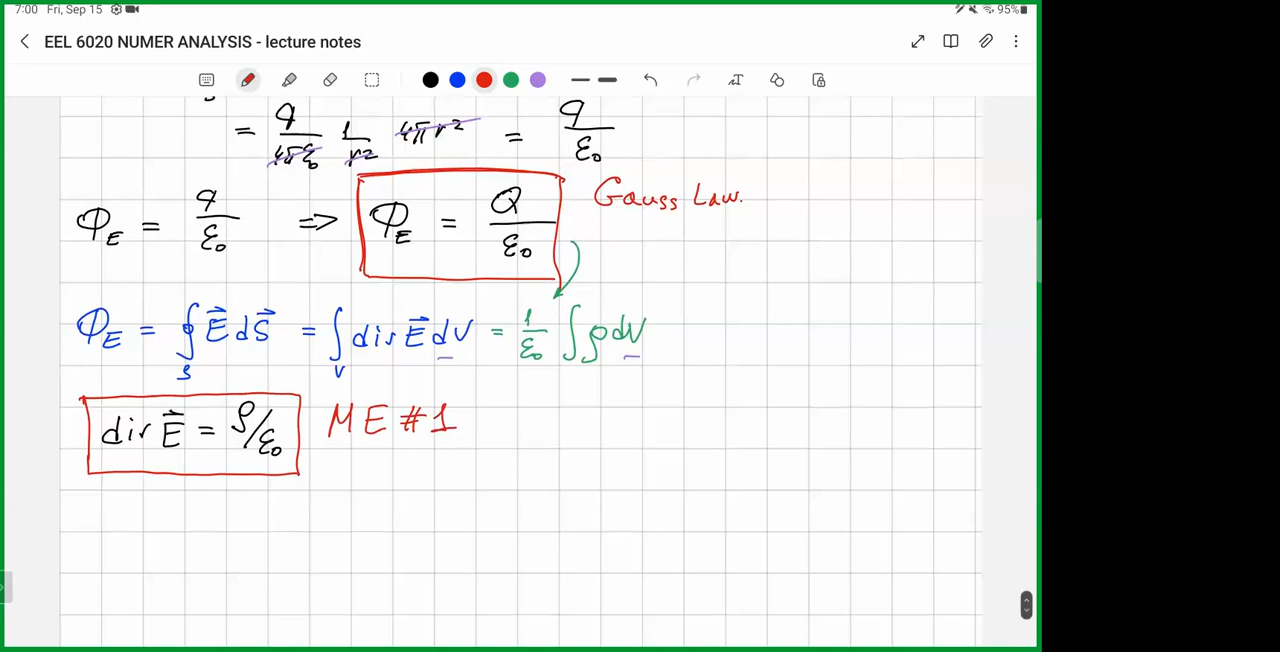 7:00 Fri, Sep 15 95%
EEL 6020 NUMER ANALYSIS - lecture notes
= q/(4πε₀) 1/r² 4πr² = q/ε₀
Φ_E = q/ε₀ ⇒ Φ_E = Q/ε₀ Gauss Law.
Φ_E = ∮_S E⃗ dS⃗ = ∫_V div E⃗ dV = 1/ε₀ ∫ρdV
div E⃗ = ρ/ε₀ ME #1